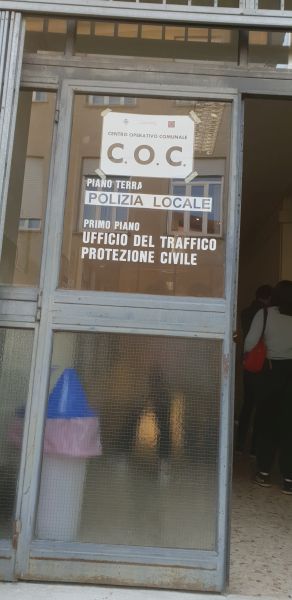 CENTRO OPERATIVO COMUNALE
C.O.C.
PIANO TERRA
POLIZIA LOCALE
PRIMO PIANO
UFFICIO DEL TRAFFICO
PROTEZIONE CIVILE